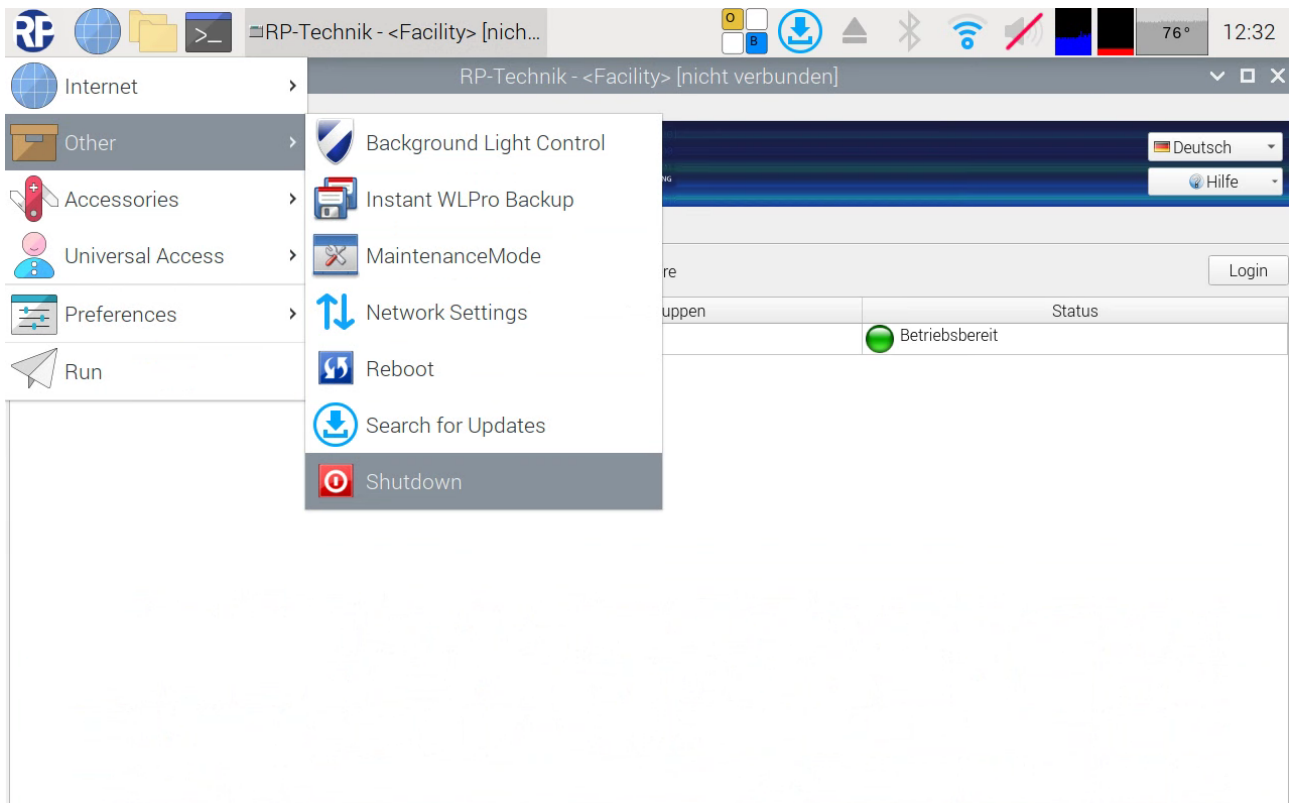 RP
>_
RP-Technik - <Facility> [nich...
O
B
76°
12:32
RP-Technik - <Facility> [nicht verbunden]
Internet
Other
Accessories
Universal Access
Preferences
Run
Background Light Control
Instant WLPro Backup
MaintenanceMode
Network Settings
Reboot
Search for Updates
Shutdown
NG
Deutsch
Hilfe
re
Login
uppen
Status
Betriebsbereit